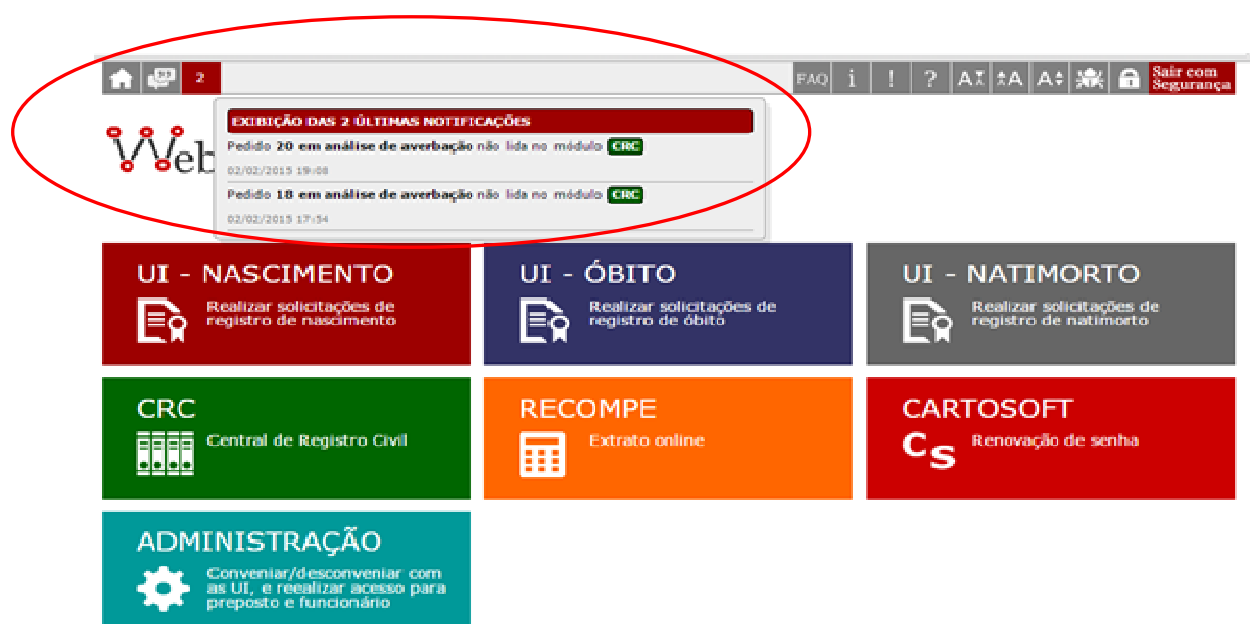 2
FAQ i ! ? A A A Sair com
Segurança
Web
EXIBIÇÃO DAS 2 ÚLTIMAS NOTIFICAÇÕES
Pedido 20 em análise de averbação não lida no módulo CRC
02/02/2015 19:08
Pedido 18 em análise de averbação não lida no módulo CRC
02/02/2015 17:54
UI - NASCIMENTO
Realizar solicitações de
registro de nascimento
UI - ÓBITO
Realizar solicitações de
registro de óbito
UI - NATIMORTO
Realizar solicitações de
registro de natimorto
CRC
Central de Registro Civil
RECOMPE
Extrato online
CARTOSOFT
Cs
Renovação de senha
ADMINISTRAÇÃO
Conveniar/desconveniar com
as UI, e reealizar acesso para
preposto e funcionário